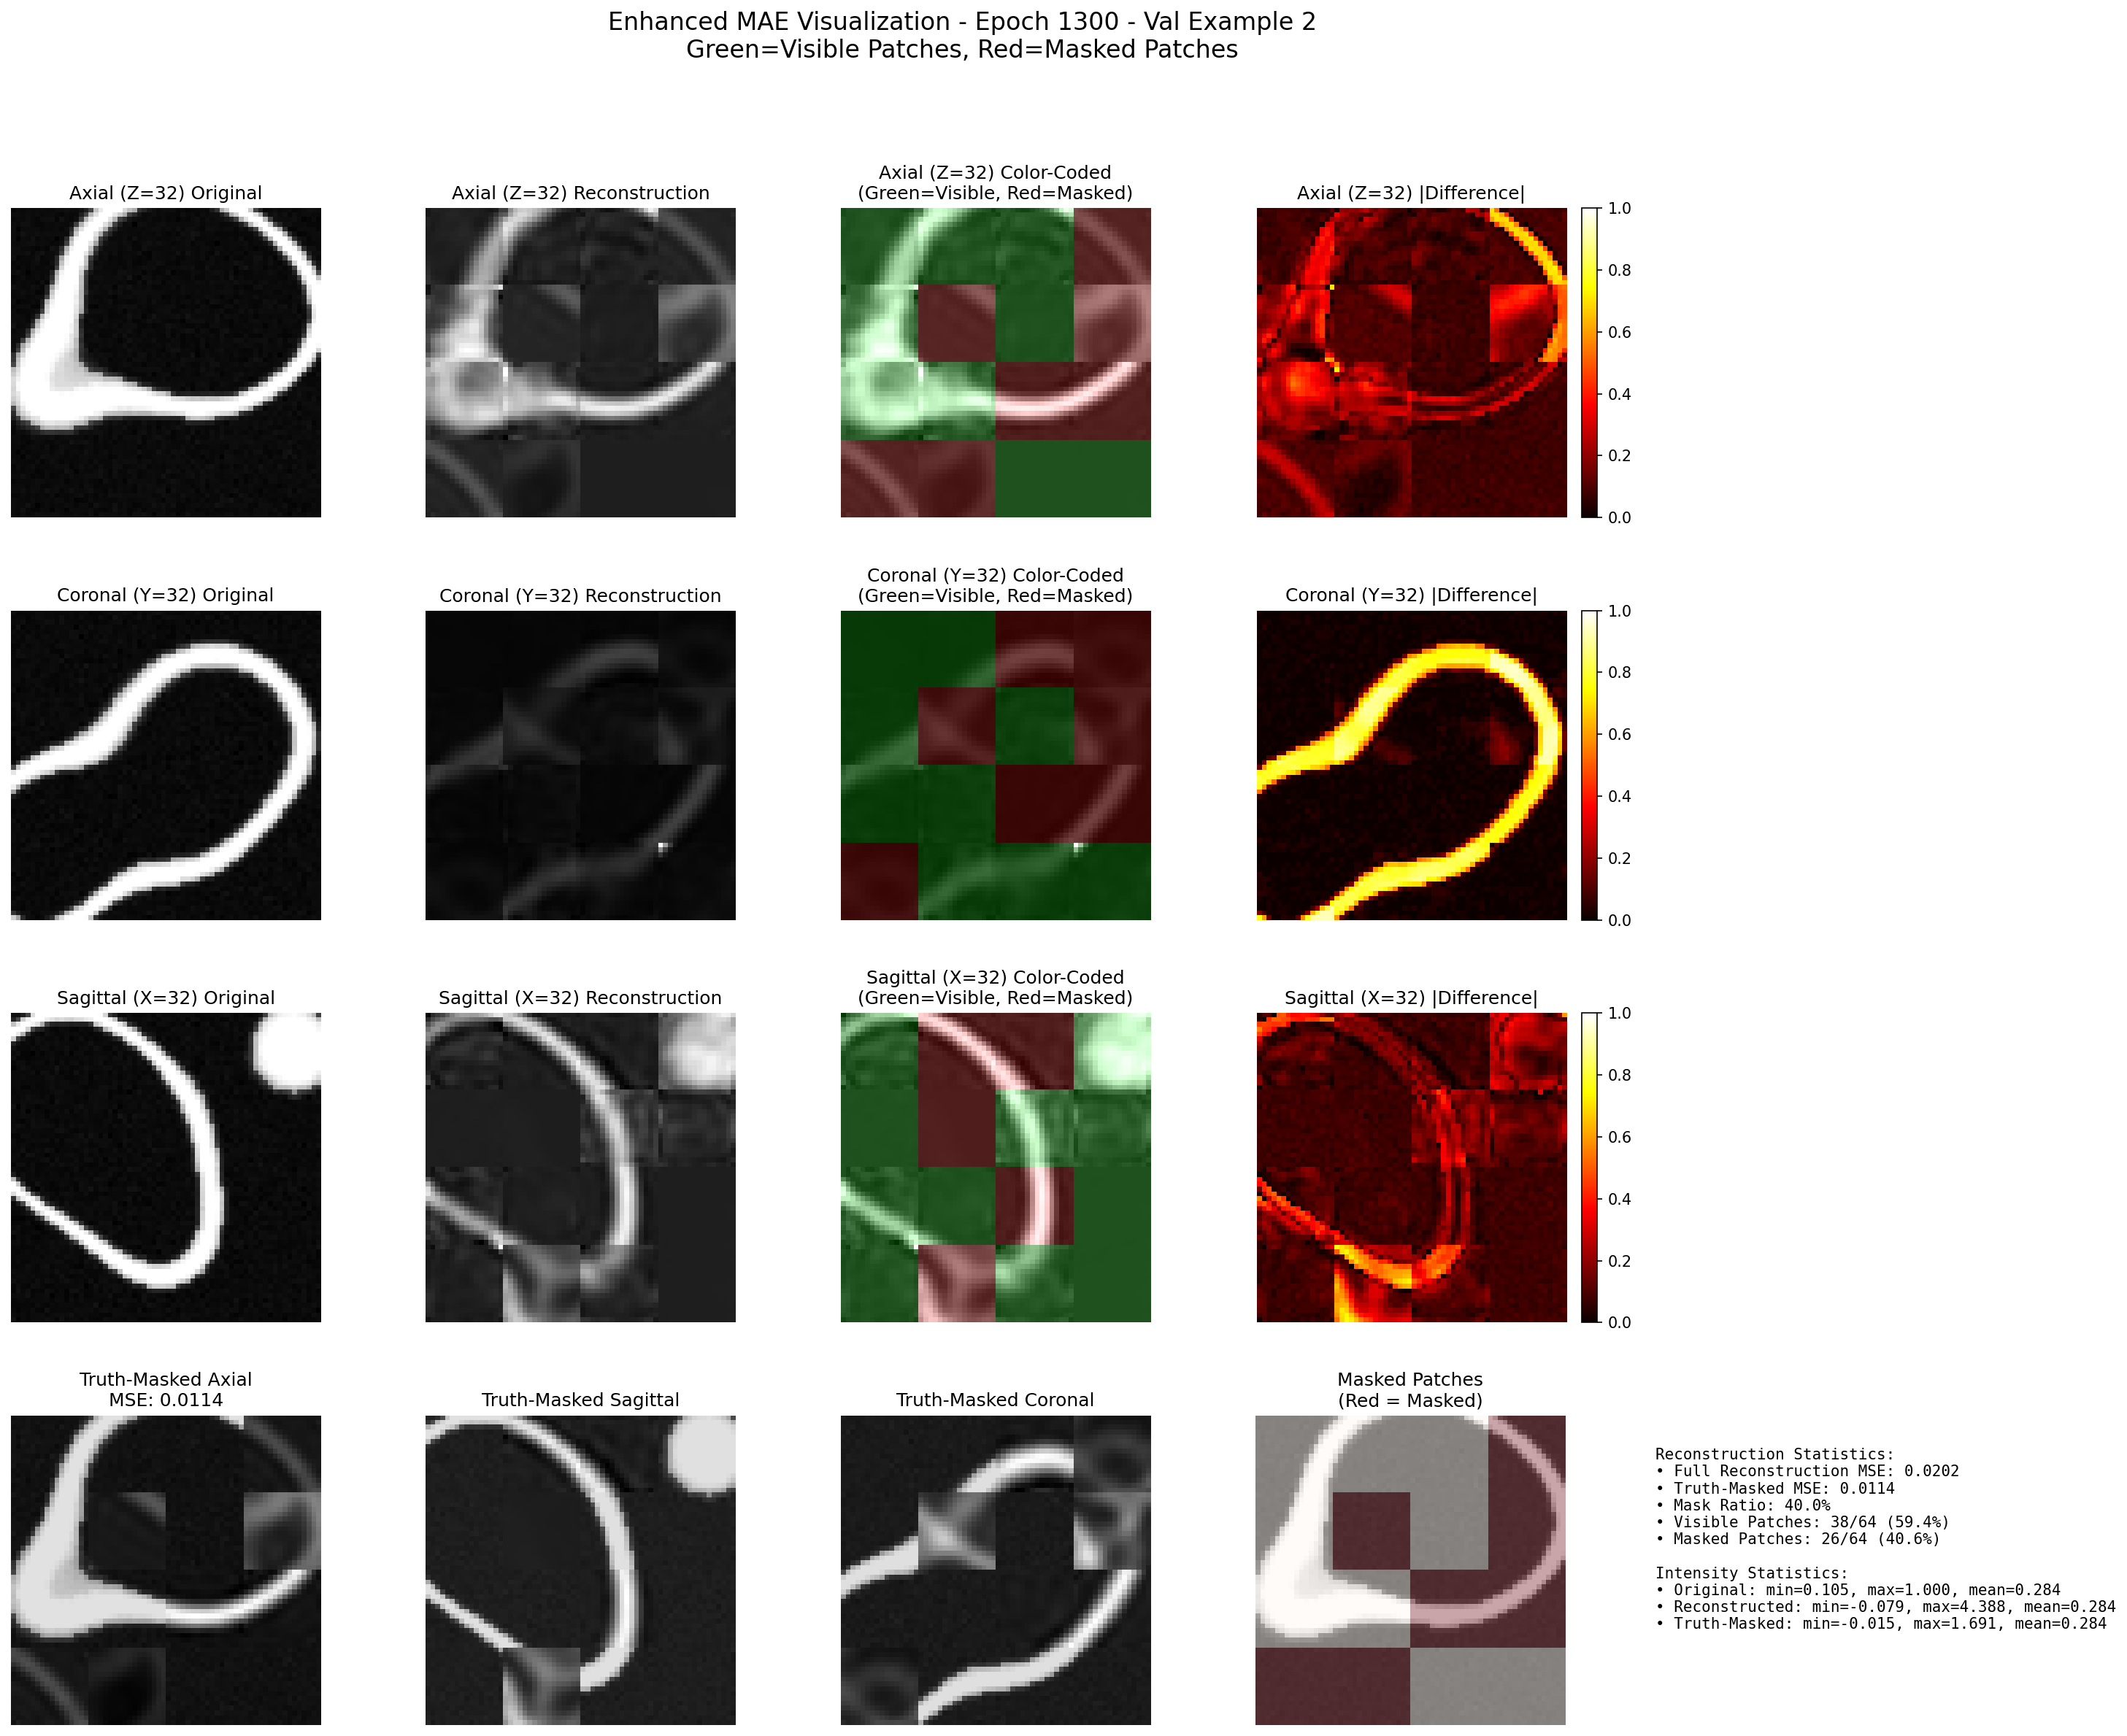 Enhanced MAE Visualization - Epoch 1300 - Val Example 2
Green=Visible Patches, Red=Masked Patches
Axial (Z=32) Original
Axial (Z=32) Reconstruction
Axial (Z=32) Color-Coded
(Green=Visible, Red=Masked)
Axial (Z=32) |Difference|
1.0
0.8
0.6
0.4
0.2
0.0
Coronal (Y=32) Original
Coronal (Y=32) Reconstruction
Coronal (Y=32) Color-Coded
(Green=Visible, Red=Masked)
Coronal (Y=32) |Difference|
1.0
0.8
0.6
0.4
0.2
0.0
Sagittal (X=32) Original
Sagittal (X=32) Reconstruction
Sagittal (X=32) Color-Coded
(Green=Visible, Red=Masked)
Sagittal (X=32) |Difference|
1.0
0.8
0.6
0.4
0.2
0.0
Truth-Masked Axial
MSE: 0.0114
Truth-Masked Sagittal
Truth-Masked Coronal
Masked Patches
(Red = Masked)
Reconstruction Statistics:
• Full Reconstruction MSE: 0.0202
• Truth-Masked MSE: 0.0114
• Mask Ratio: 40.0%
• Visible Patches: 38/64 (59.4%)
• Masked Patches: 26/64 (40.6%)
Intensity Statistics:
• Original: min=0.105, max=1.000, mean=0.284
• Reconstructed: min=-0.079, max=4.388, mean=0.284
• Truth-Masked: min=-0.015, max=1.691, mean=0.284